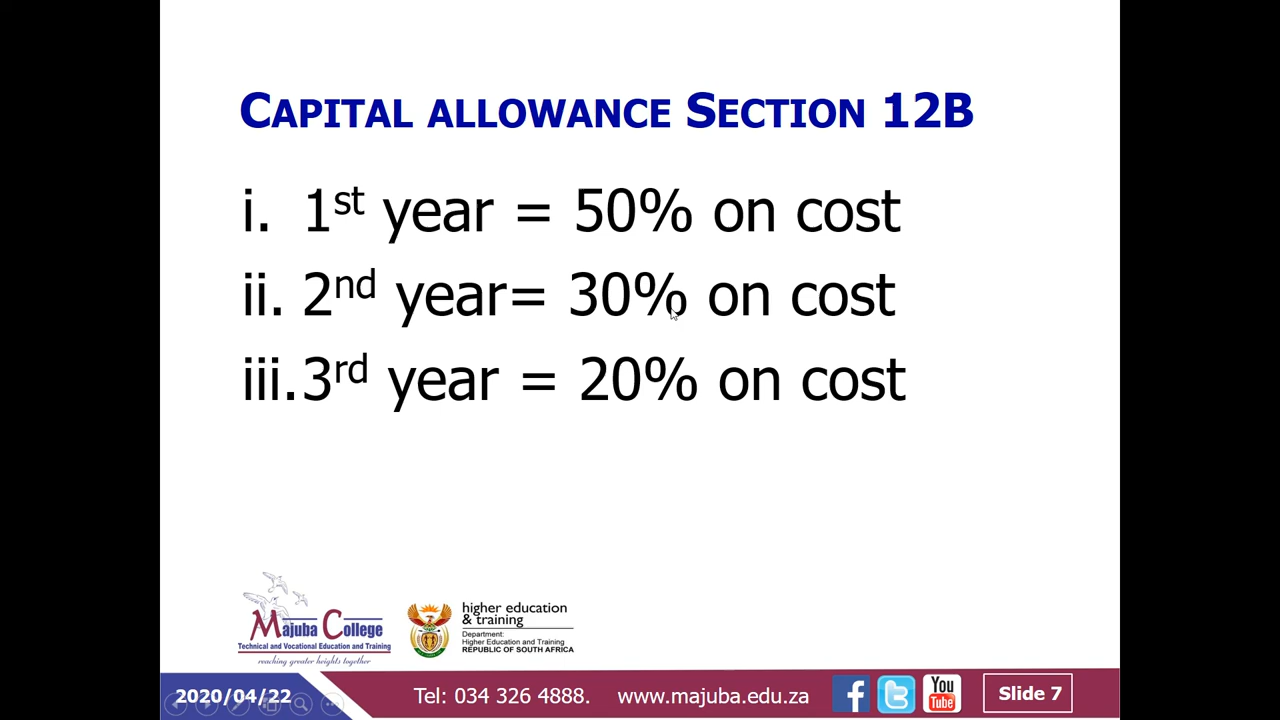 CAPITAL ALLOWANCE SECTION 12B
i. 1st year = 50% on cost
ii. 2nd year= 30% on cost
iii.3rd year = 20% on cost
MAJUBA COLLEGE
Technical and Vocational Education and Training
reaching greater heights together
higher education
& training
Department:
Higher Education and Training
REPUBLIC OF SOUTH AFRICA
2020/04/22
Tel: 034 326 4888.
www.majuba.edu.za
f
You
Tube
Slide 7